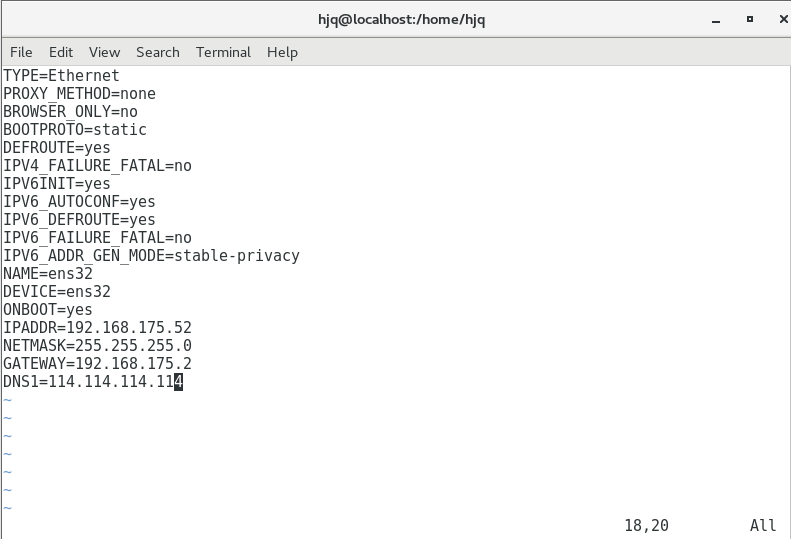 hjq@localhost:/home/hjq
File Edit View Search Terminal Help
TYPE=Ethernet
PROXY_METHOD=none
BROWSER_ONLY=no
BOOTPROTO=static
DEFROUTE=yes
IPV4_FAILURE_FATAL=no
IPV6INIT=yes
IPV6_AUTOCONF=yes
IPV6_DEFROUTE=yes
IPV6_FAILURE_FATAL=no
IPV6_ADDR_GEN_MODE=stable-privacy
NAME=ens32
DEVICE=ens32
ONBOOT=yes
IPADDR=192.168.175.52
NETMASK=255.255.255.0
GATEWAY=192.168.175.2
DNS1=114.114.114.114
~
~
~
~
~
~
~
18,20 All